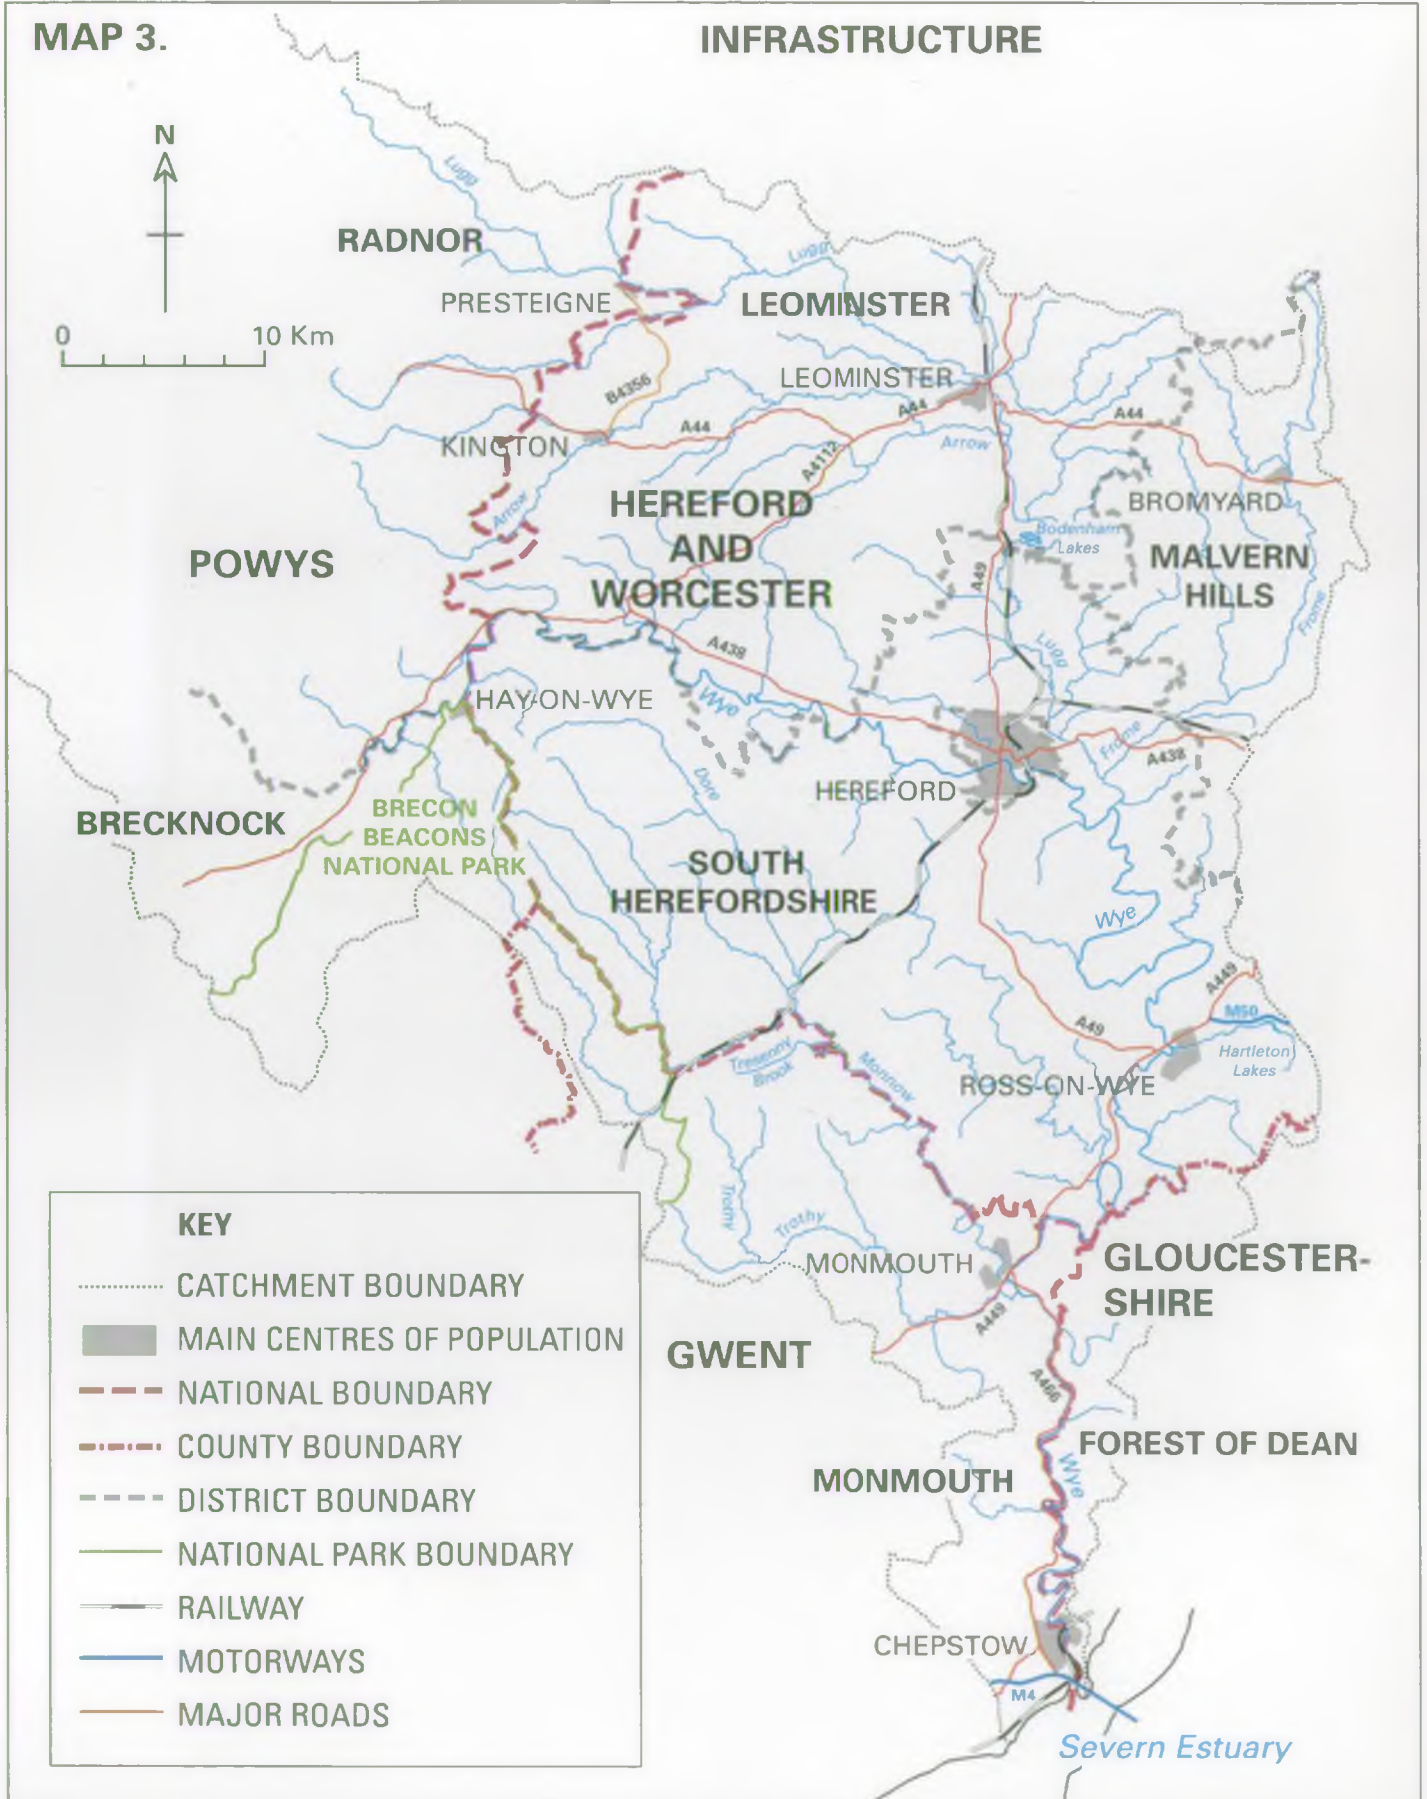 MAP 3.
INFRASTRUCTURE
N
0 10 Km
Lugg
RADNOR
Lugg
PRESTEIGNE
LEOMINSTER
LEOMINSTER
B4356
A44
A44
A44
KINGTON
Arrow
A4112
Arrow
BROMYARD
HEREFORD
AND
WORCESTER
Bodenham
Lakes
POWYS
MALVERN
HILLS
A49
Frome
Lugg
A438
HAY-ON-WYE
Wye
Frome
A438
Dore
HEREFORD
BRECKNOCK
BRECON
BEACONS
NATIONAL PARK
SOUTH
HEREFORDSHIRE
Wye
A449
M50
A49
Hartleton
Lakes
Tresenny
Brook
Monnow
ROSS-ON-WYE
Trothy
Trothy
MONMOUTH
GLOUCESTER-
SHIRE
A449
GWENT
A466
FOREST OF DEAN
MONMOUTH
Wye
CHEPSTOW
M4
Severn Estuary
KEY
CATCHMENT BOUNDARY
MAIN CENTRES OF POPULATION
NATIONAL BOUNDARY
COUNTY BOUNDARY
DISTRICT BOUNDARY
NATIONAL PARK BOUNDARY
RAILWAY
MOTORWAYS
MAJOR ROADS